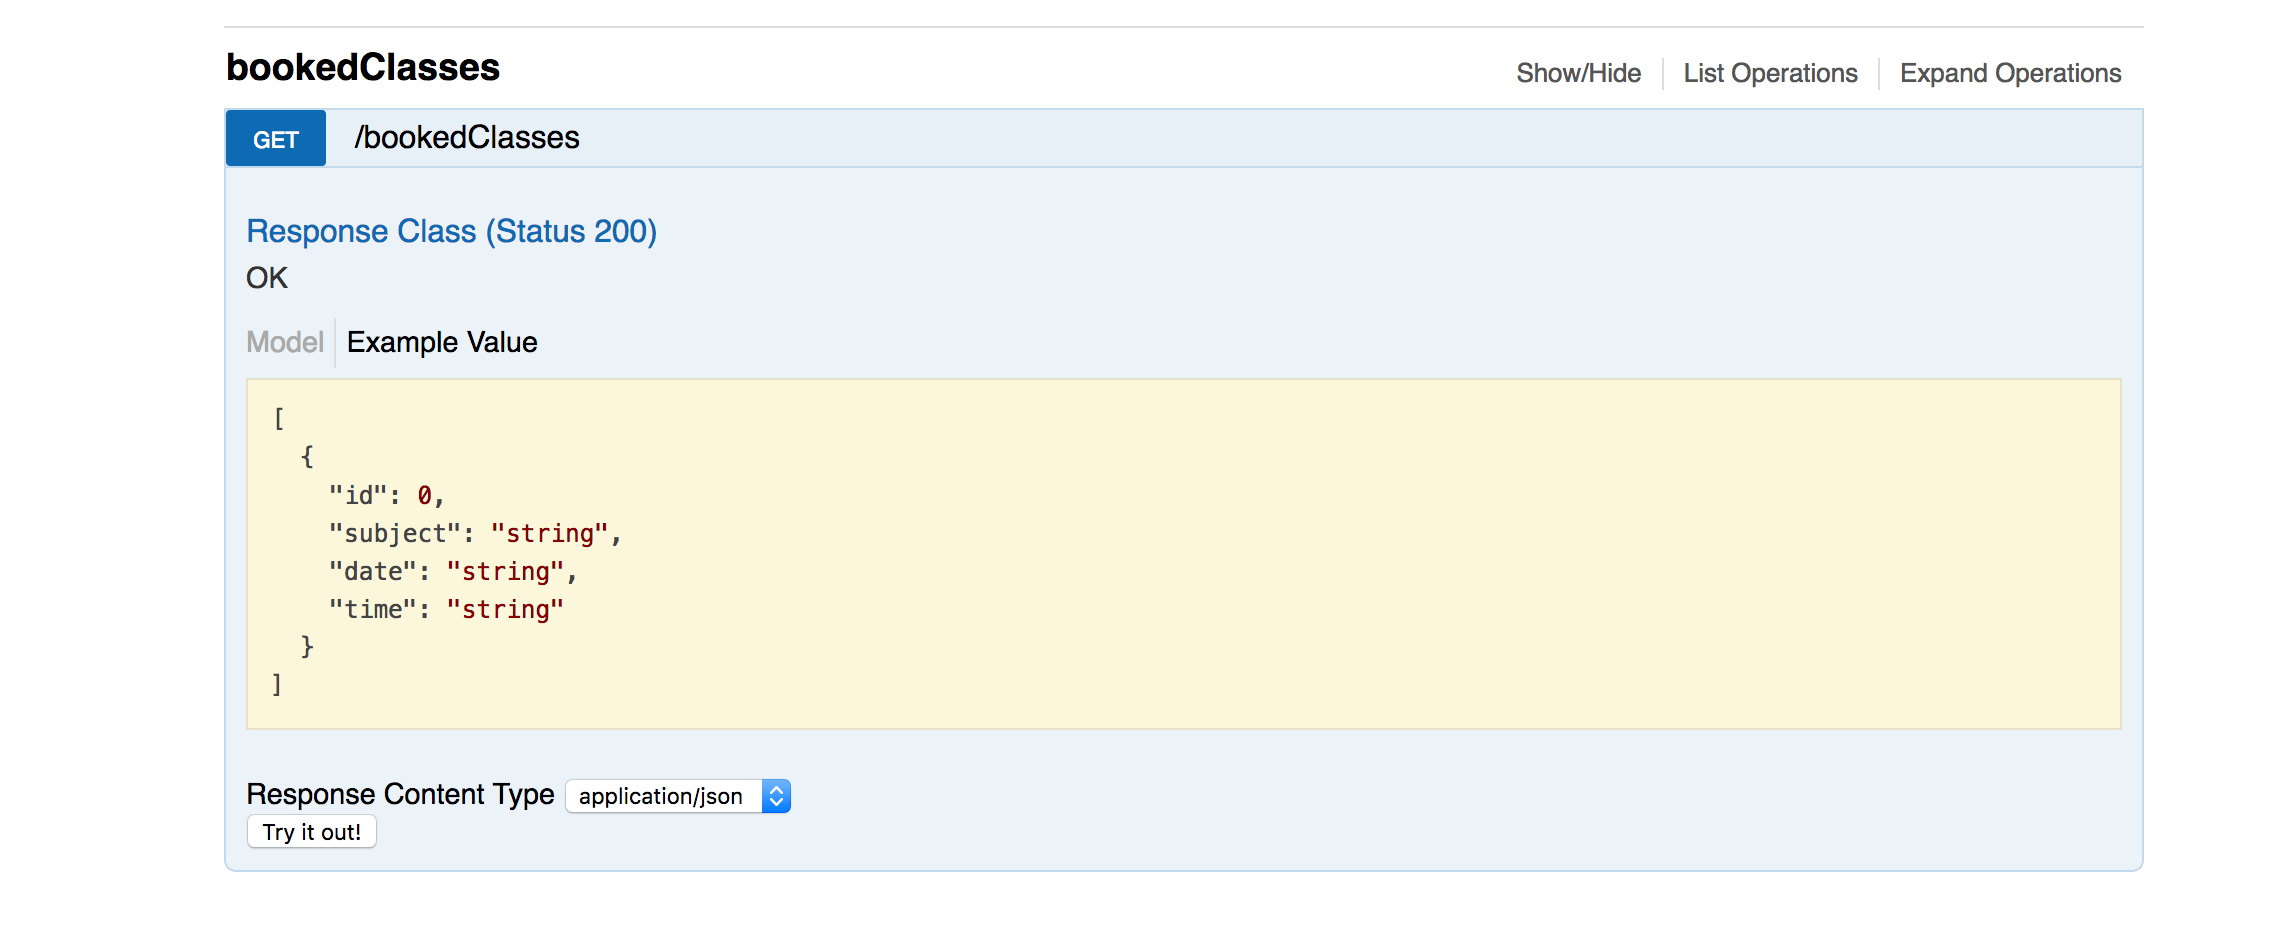 bookedClasses
Show/Hide
List Operations
Expand Operations
GET /bookedClasses
Response Class (Status 200)
OK
Model Example Value
[
{
"id": 0,
"subject": "string",
"date": "string",
"time": "string"
}
]
Response Content Type application/json
Try it out!